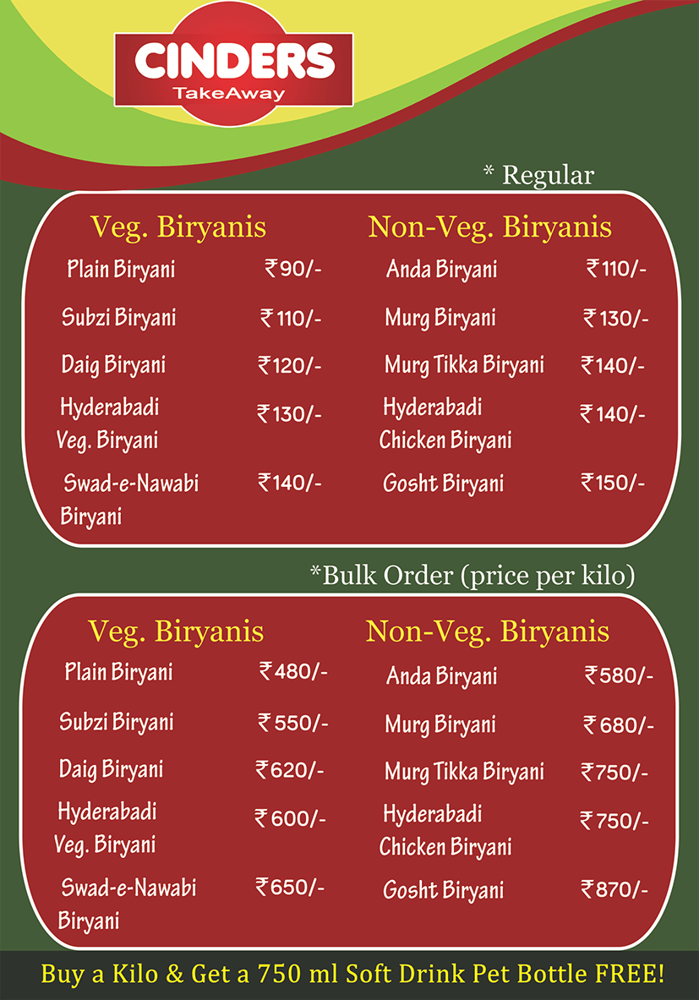 CINDERS
TakeAway
* Regular
Veg. Biryanis
Plain Biryani ₹90/-
Subzi Biryani ₹110/-
Daig Biryani ₹120/-
Hyderabadi
Veg. Biryani ₹130/-
Swad-e-Nawabi ₹140/-
Biryani
Non-Veg. Biryanis
Anda Biryani ₹110/-
Murg Biryani ₹130/-
Murg Tikka Biryani ₹140/-
Hyderabadi ₹140/-
Chicken Biryani
Gosht Biryani ₹150/-
*Bulk Order (price per kilo)
Veg. Biryanis
Plain Biryani ₹480/-
Subzi Biryani ₹550/-
Daig Biryani ₹620/-
Hyderabadi ₹600/-
Veg. Biryani
Swad-e-Nawabi ₹650/-
Biryani
Non-Veg. Biryanis
Anda Biryani ₹580/-
Murg Biryani ₹680/-
Murg Tikka Biryani ₹750/-
Hyderabadi ₹750/-
Chicken Biryani
Gosht Biryani ₹870/-
Buy a Kilo & Get a 750 ml Soft Drink Pet Bottle FREE!